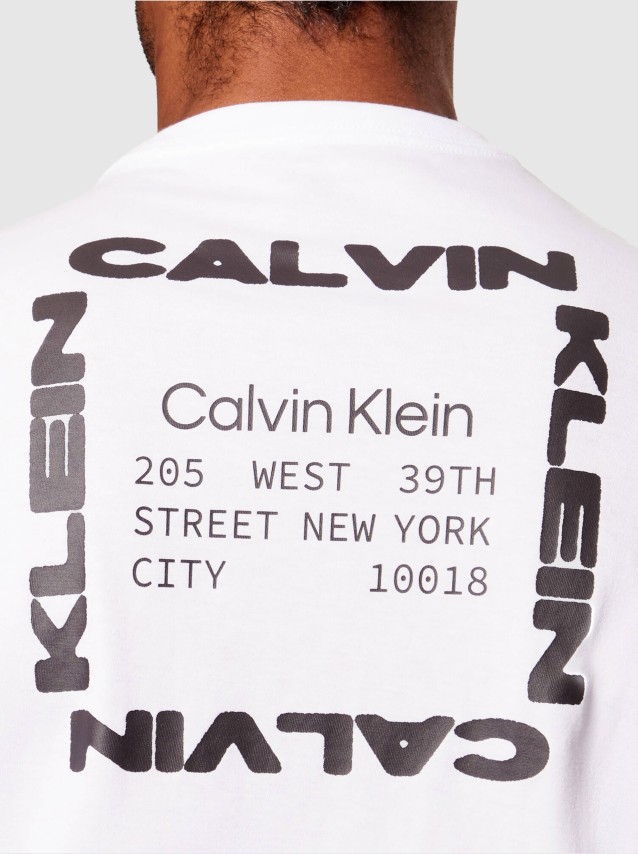 CALVIN
KLEIN
KLEIN
Calvin Klein
205 WEST 39TH
STREET NEW YORK
CITY 10018
CALVIN